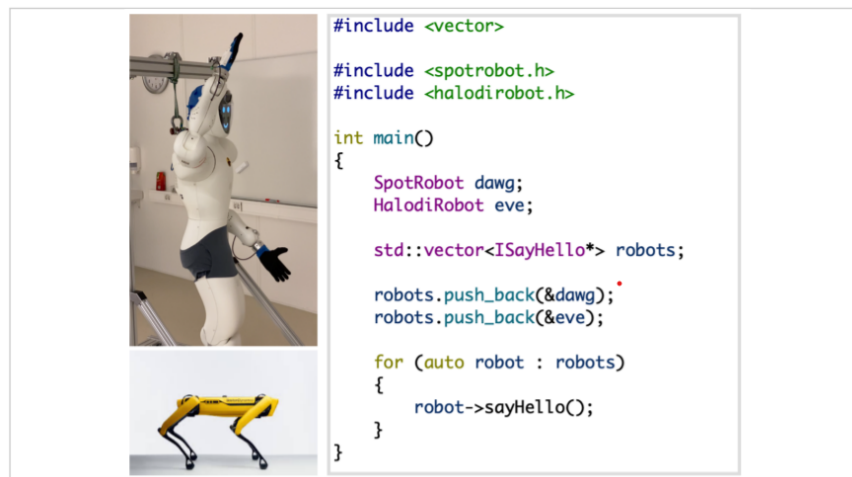 #include <vector>
#include <spotrobot.h>
#include <halodirobot.h>
int main()
{
SpotRobot dawg;
HalodiRobot eve;
std::vector<ISayHello*> robots;
robots.push_back(&dawg);
robots.push_back(&eve);
for (auto robot : robots)
{
robot->sayHello();
}
}